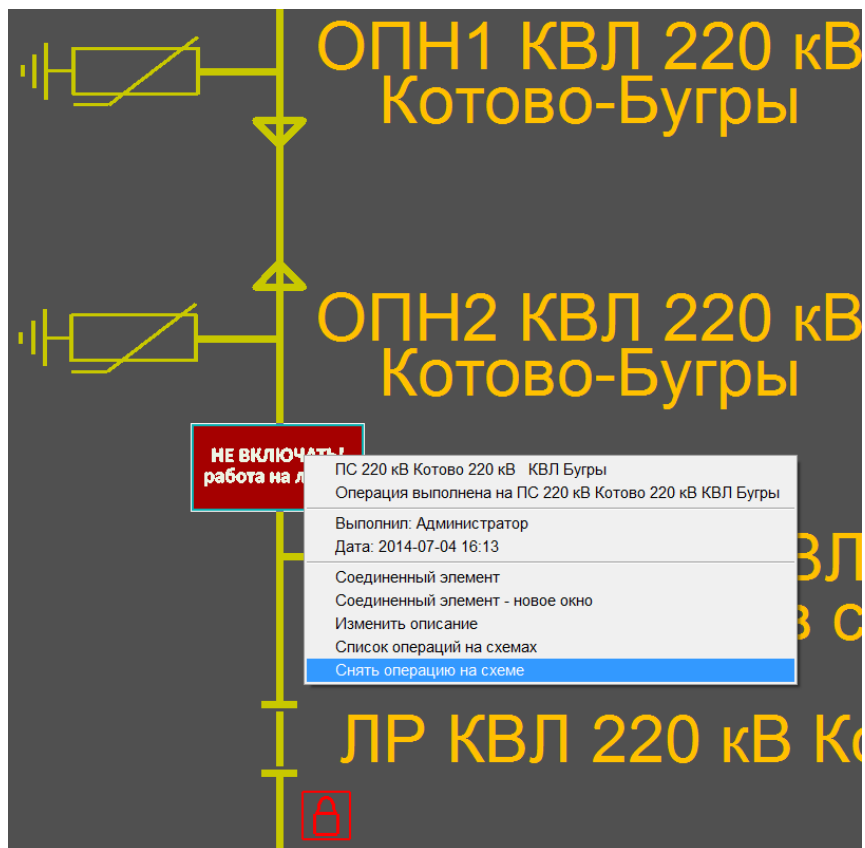 ОПН1 КВЛ 220 кВ
Котово-Бугры
ОПН2 КВЛ 220 кВ
Котово-Бугры
НЕ ВКЛЮЧАТЬ!
работа на
ПС 220 кВ Котово 220 кВ КВЛ Бугры
Операция выполнена на ПС 220 кВ Котово 220 кВ КВЛ Бугры
Выполнил: Администратор
Дата: 2014-07-04 16:13
Соединенный элемент
Соединенный элемент - новое окно
Изменить описание
Список операций на схемах
Снять операцию на схеме
ЛР КВЛ 220 кВ